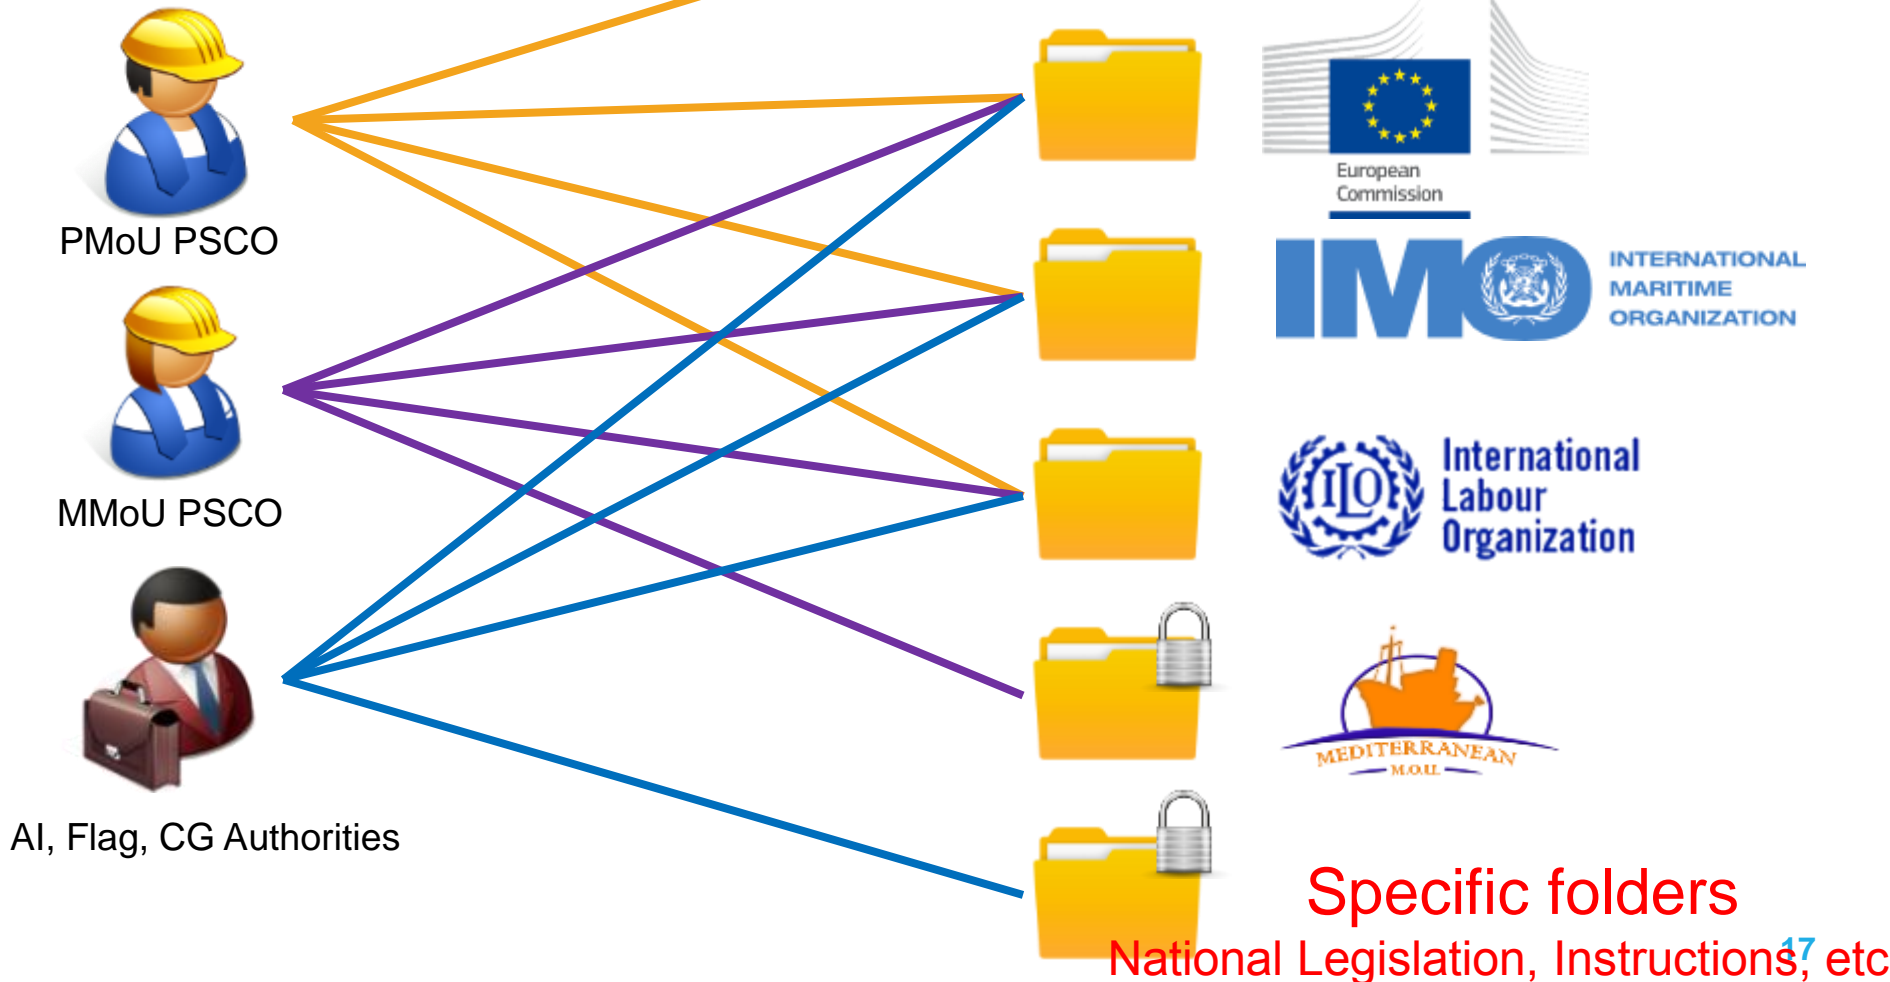 European
Commission
PMoU PSCO
IMO
INTERNATIONAL
MARITIME
ORGANIZATION
ILO
International
Labour
Organization
MMoU PSCO
MEDITERRANEAN
M.O.U.
AI, Flag, CG Authorities
Specific folders
National Legislation, Instructions, etc
17